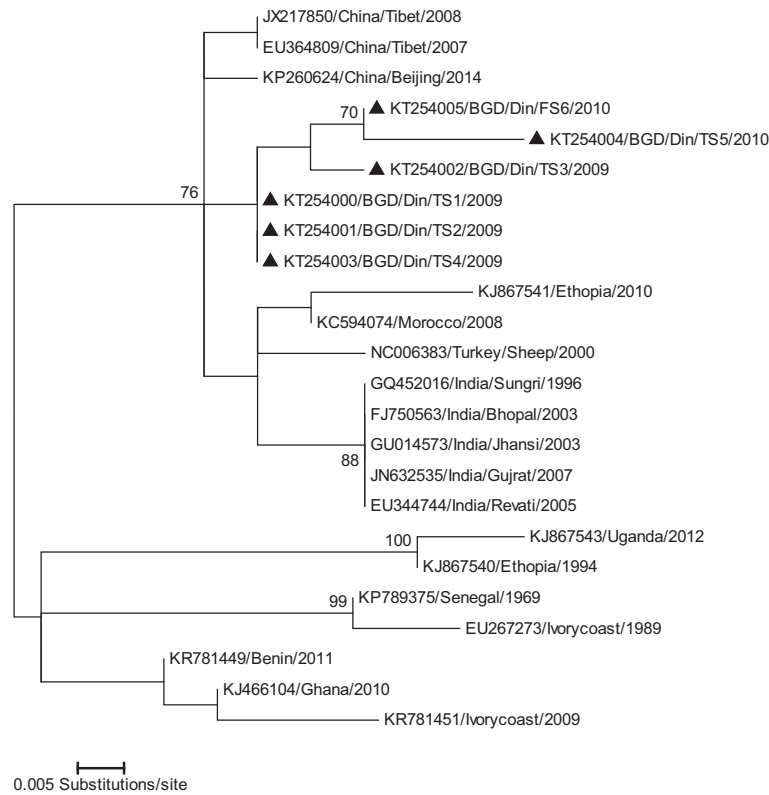 JX217850/China/Tibet/2008
EU364809/China/Tibet/2007
KP260624/China/Beijing/2014
70
KT254005/BGD/Din/FS6/2010
KT254004/BGD/Din/TS5/2010
KT254002/BGD/Din/TS3/2009
76
KT254000/BGD/Din/TS1/2009
KT254001/BGD/Din/TS2/2009
KT254003/BGD/Din/TS4/2009
KJ867541/Ethopia/2010
KC594074/Morocco/2008
NC006383/Turkey/Sheep/2000
GQ452016/India/Sungri/1996
FJ750563/India/Bhopal/2003
GU014573/India/Jhansi/2003
88
JN632535/India/Gujrat/2007
EU344744/India/Revati/2005
KJ867543/Uganda/2012
100
KJ867540/Ethopia/1994
99
KP789375/Senegal/1969
EU267273/Ivorycoast/1989
KR781449/Benin/2011
KJ466104/Ghana/2010
KR781451/Ivorycoast/2009
0.005 Substitutions/site